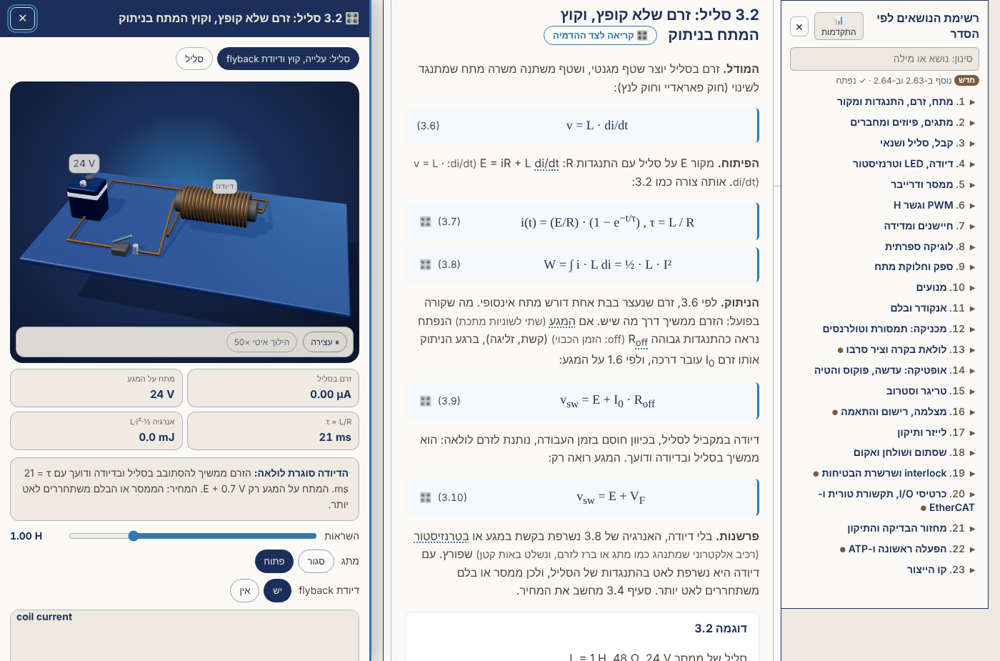 רשימת הנושאים לפי הסדר
📊 התקדמות
✕
סינון: נושא או מילה
חדש נוסף ב-2.63 וב-2.64 · ✓ נפתח
◂ 1. מתח, זרם, התנגדות ומקור
◂ 2. מתגים, פיוזים ומחברים
◂ 3. קבל, סליל ושנאי
◂ 4. דיודה, LED וטרנזיסטור
◂ 5. ממסר ודרייבר
◂ 6. PWM וגשר H
◂ 7. חיישנים ומדידה
◂ 8. לוגיקה ספרתית
◂ 9. ספק וחלוקת מתח
◂ 10. מנועים
◂ 11. אנקודר ובלם
◂ 12. מכניקה: תמסורת וטולרנסים
◂ 13. לולאת בקרה וציר סרבו ●
◂ 14. אופטיקה: עדשה, פוקוס והטיה
◂ 15. טריגר וסטרוב
◂ 16. מצלמה, רישום והתאמה ●
◂ 17. לייזר ותיקון
◂ 18. שסתום ושולחן ואקום
◂ 19. interlock ושרשרת הבטיחות ●
◂ 20. כרטיסי I/O, תקשורת טורית ו-
EtherCAT ●
◂ 21. מחזור הבדיקה והתיקון
◂ 22. הפעלה ראשונה ו-ATP ●
◂ 23. קו הייצור
3.2 סליל: זרם שלא קופץ, וקוץ
המתח בניתוק 🎛 קריאה לצד ההדמיה
המודל. זרם בסליל יוצר שטף מגנטי, ושטף משתנה משרה מתח שמתנגד
לשינוי (חוק פאראדיי וחוק לנץ):
v = L · di/dt (3.6)
הפיתוח. מקור E על סליל עם התנגדות R: E = iR + L di/dt (di/dt: v = L ·
di/dt). אותה צורה כמו 3.2:
i(t) = (E/R) · (1 − e^−t/τ) , τ = L / R (3.7) 🎛
W = ∫ i · L di = ½ · L · I² (3.8) 🎛
הניתוק. לפי 3.6, זרם שנעצר בבת אחת דורש מתח אינסופי. מה שקורה
בפועל: הזרם ממשיך דרך מה שיש. אם המגע (שתי לשוניות מתכת) הנפתח
נראה כהתנגדות גבוהה Roff (off: הזמן הכבוי) (קשת, זליגה), ברגע הניתוק
אותו זרם I0 עובר דרכה, ולפי 1.6 על המגע:
vsw = E + I0 · Roff (3.9) 🎛
דיודה במקביל לסליל, בכיוון חוסם בזמן העבודה, נותנת לזרם לולאה: הוא
ממשיך בסליל ובדיודה ודועך. המגע רואה רק:
vsw = E + VF (3.10) 🎛
פרשנות. בלי דיודה, האנרגיה של 3.8 נשרפת בקשת במגע או בטרנזיסטור
(רכיב אלקטרוני שמתנהג כמו מתג או ברז לזרם, ונשלט באות קטן) שפורץ. עם
דיודה היא נשרפת לאט בהתנגדות של הסליל, ולכן ממסר או בלם
משתחררים לאט יותר. סעיף 3.4 מחשב את המחיר.
דוגמה 3.2
סליל של ממסר 24 V, ‏48 Ω, ‏L = 1 H
🎛 3.2 סליל: זרם שלא קופץ, וקוץ המתח בניתוק
✕
סליל: עלייה, קוץ ודיודת flyback
סליל
24 V
דיודה
⏸ עצירה
הילוך איטי ×50
זרם בסליל
0.00 µA
מתח על המגע
24 V
τ = L/R
21 ms
אנרגיה ½·L·i²
0.0 mJ
הדיודה סוגרת לולאה: הזרם ממשיך להסתובב בסליל ובדיודה ודועך עם τ = 21
ms. המתח על המגע רק E + 0.7 V. המחיר: הממסר או הבלם משתחררים לאט
יותר.
השראות 1.00 H
מתג סגור פתוח
דיודת flyback יש אין
coil current